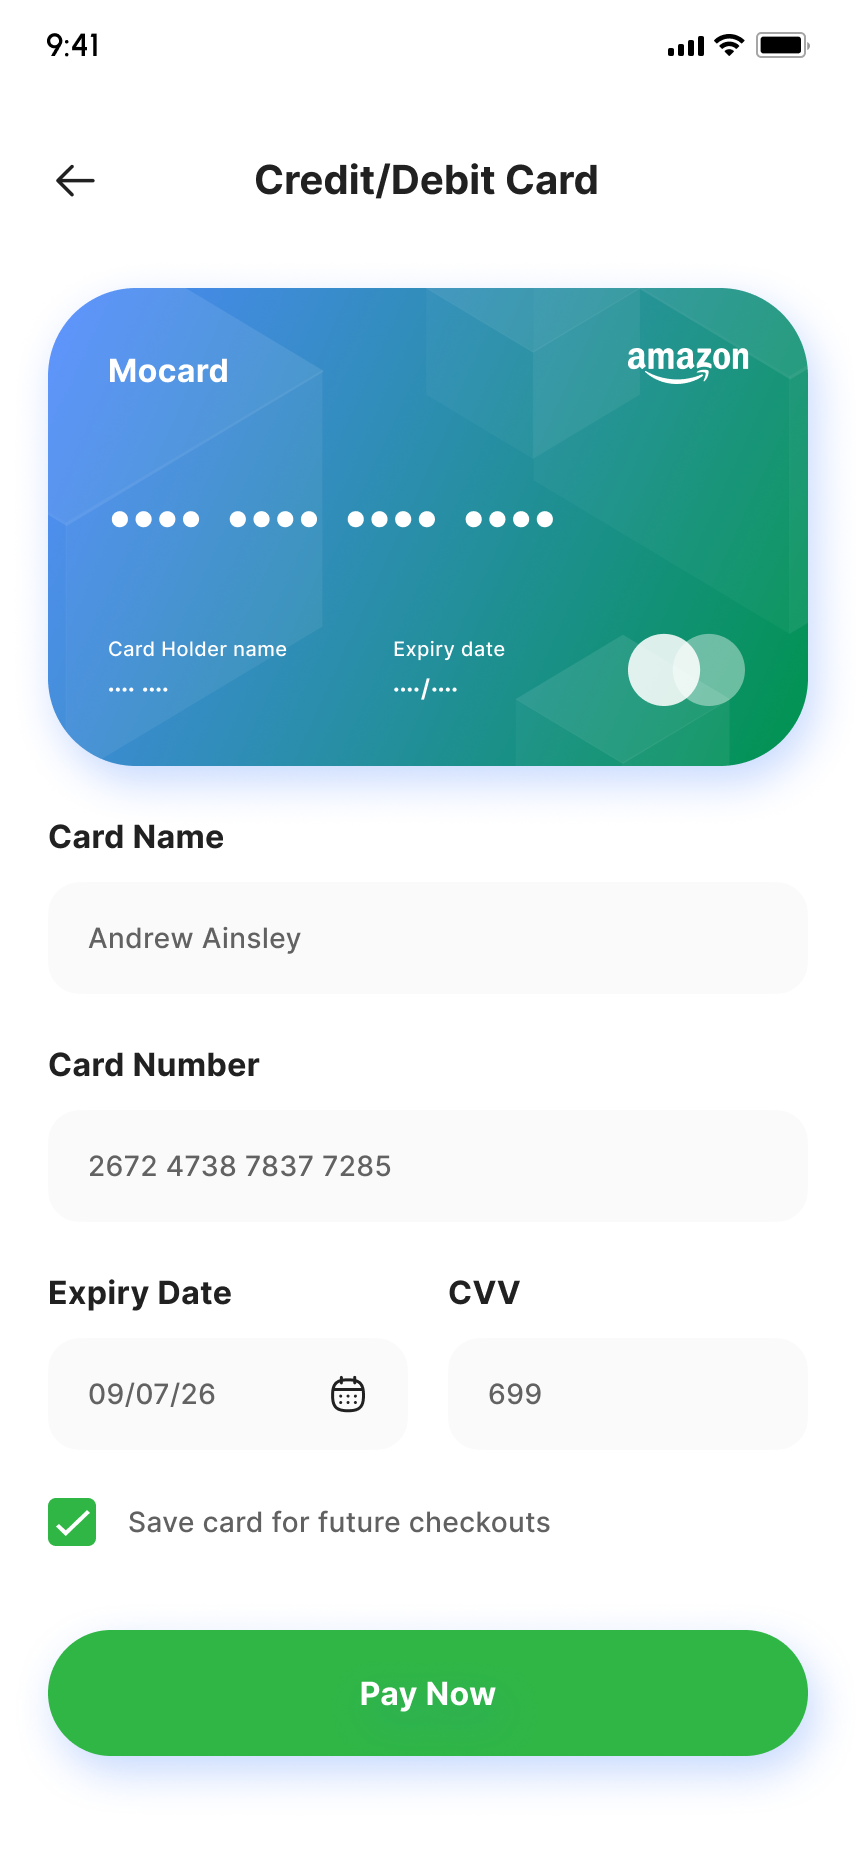 9:41
Credit/Debit Card
Mocard
amazon
•••• •••• •••• ••••
Card Holder name
Expiry date
•••• ••••
••••/••••
Card Name
Andrew Ainsley
Card Number
2672 4738 7837 7285
Expiry Date
CVV
09/07/26
699
Save card for future checkouts
Pay Now